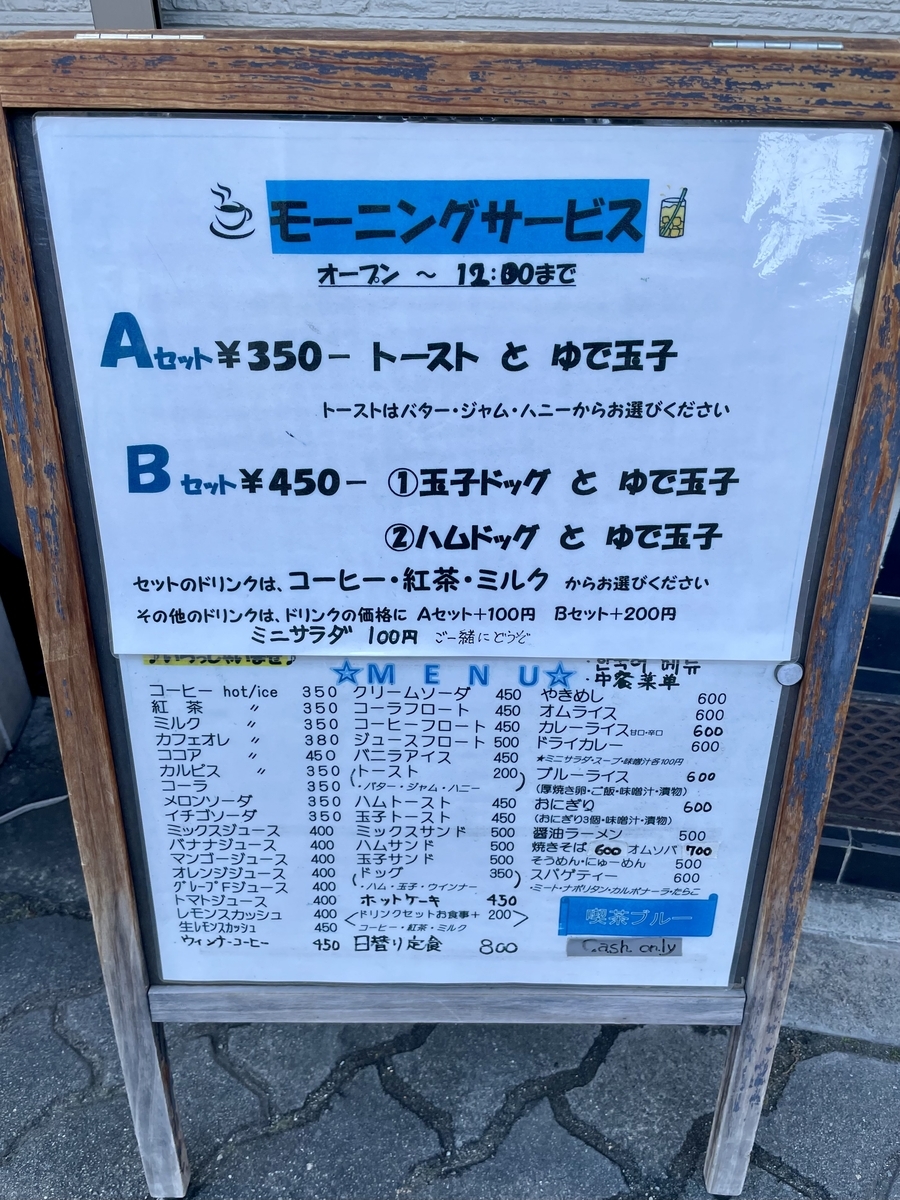 モーニングサービス
オープン ~ 12:00まで
Aセット¥350− トースト と ゆで玉子
トーストはバター・ジャム・ハニーからお選びください
Bセット¥450− ①玉子ドッグ と ゆで玉子
②ハムドッグ と ゆで玉子
セットのドリンクは、コーヒー・紅茶・ミルク からお選びください
その他のドリンクは、ドリンクの価格に Aセット+100円 Bセット+200円
ミニサラダ 100円 ご一緒にどうぞ
한국어 메뉴
☆MENU☆
コーヒー hot/ice 350
紅 茶 〃 350
ミルク 〃 350
カフェオレ 〃 380
ココア 〃 450
カルピス 〃 350
コーラ 350
メロンソーダ 350
イチゴソーダ 350
ミックスジュース 400
バナナジュース 400
マンゴージュース 400
オレンジジュース 400
グレープFジュース 400
トマトジュース 400
レモンスカッシュ 400
生レモンスカッシュ 450
ウィンナーコーヒー 450
クリームソーダ 450
コーラフロート 450
コーヒーフロート 450
ジュースフロート 500
バニラアイス 450
(トースト 200)
・バター・ジャム・ハニー
ハムトースト 450
玉子トースト 450
ミックスサンド 500
ハムサンド 500
玉子サンド 500
(ドッグ 350)
・ハム・玉子・ウインナー
ホットケーキ 450
<ドリンクセットお食事+ 200>
コーヒー・紅茶・ミルク
日替り定食 800
やきめし 600
オムライス 600
カレーライス甘口・辛口 600
ドライカレー 600
★ミニサラダ・スープ・味噌汁各100円
ブルーライス 600
(厚焼き卵・ご飯・味噌汁・漬物)
おにぎり 600
(おにぎり3個・味噌汁・漬物)
醤油ラーメン 500
焼きそば 600 オムソバ 700
そうめん・にゅーめん 500
スパゲティー 600
・ミート・ナポリタン・カルボナーラ・たらこ
喫茶ブルー
Cash only